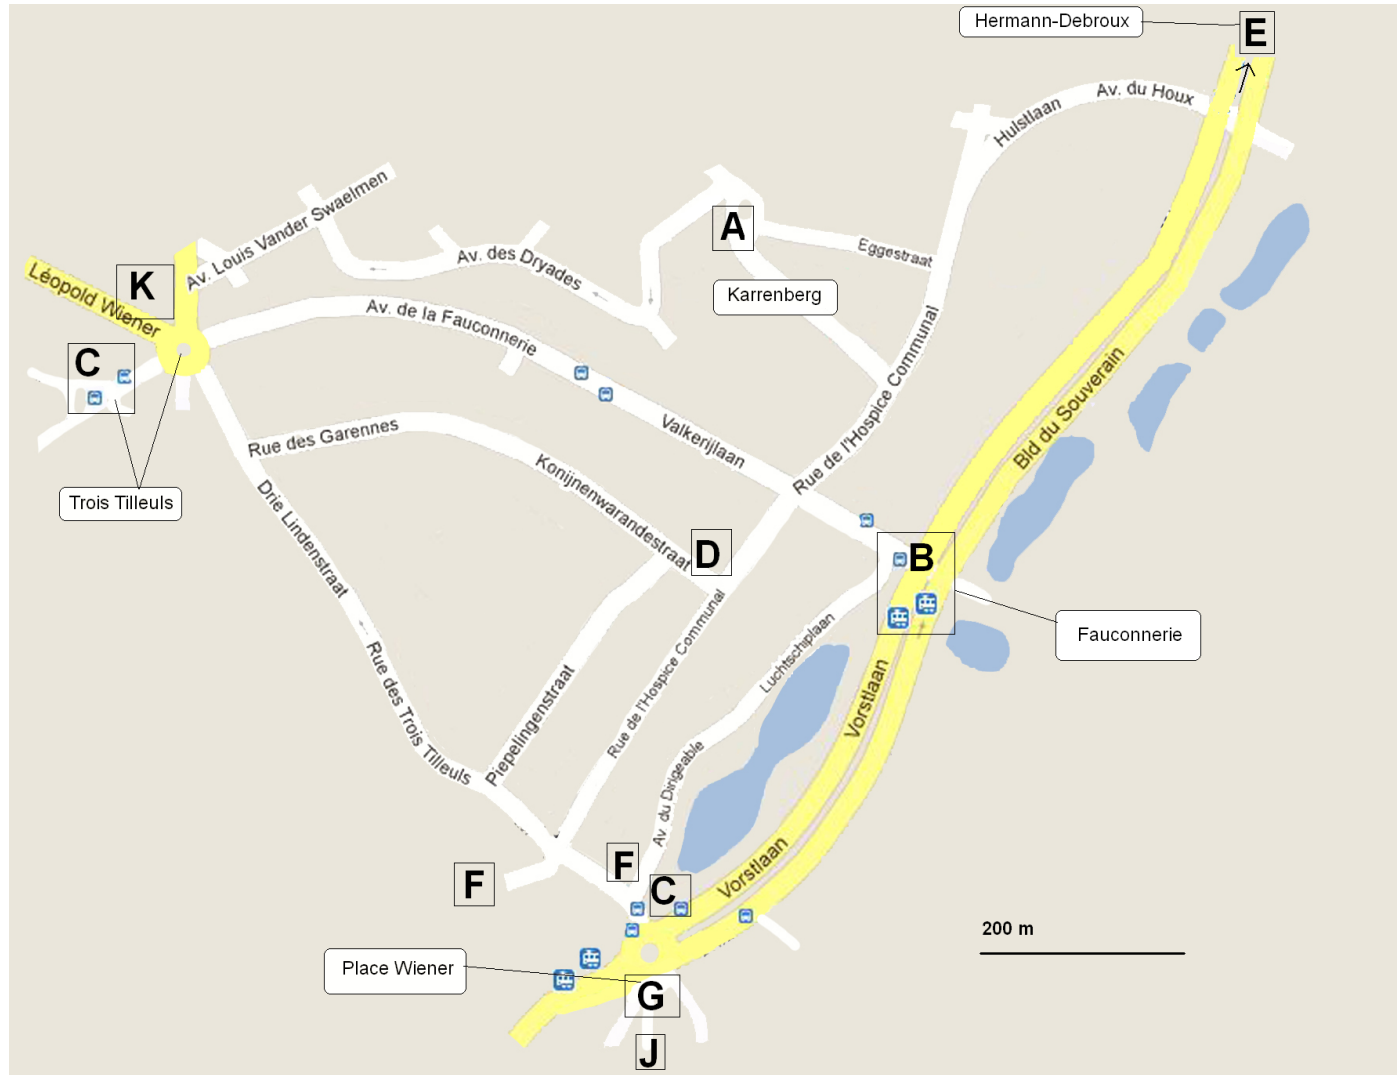 Hermann-Debroux
E
Av. du Houx
Hulstlaan
Av. Louis Vander Swaelmen
A
Eggestraat
Av. des Dryades
K
Léopold Wiener
Karrenberg
Av. de la Fauconnerie
Rue de l'Hospice Communal
C
Bld du Souverain
Rue des Garennes
Valkerijlaan
Trois Tilleuls
Konijnenwarandestraat
Drie Lindenstraat
D
B
Fauconnerie
Rue de l'Hospice Communal
Luchtschiplaan
Vorstlaan
Rue des Trois Tilleuls
Piepelingenstraat
Av. du Dirigeable
F
F
C
Vorstlaan
200 m
Place Wiener
G
J